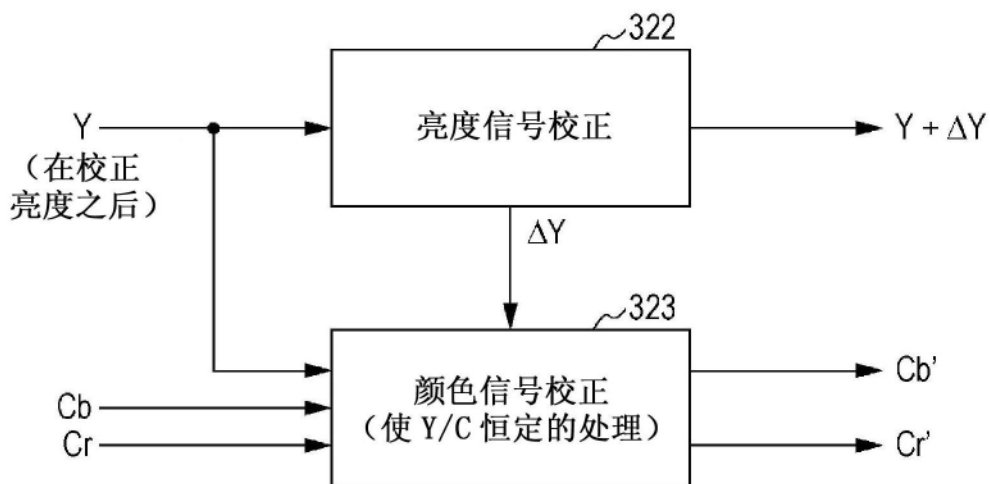 322
Y
亮度信号校正
Y + ΔY
（在校正
亮度之后）
ΔY
323
颜色信号校正
（使 Y/C 恒定的处理）
Cb
Cr
Cb'
Cr'